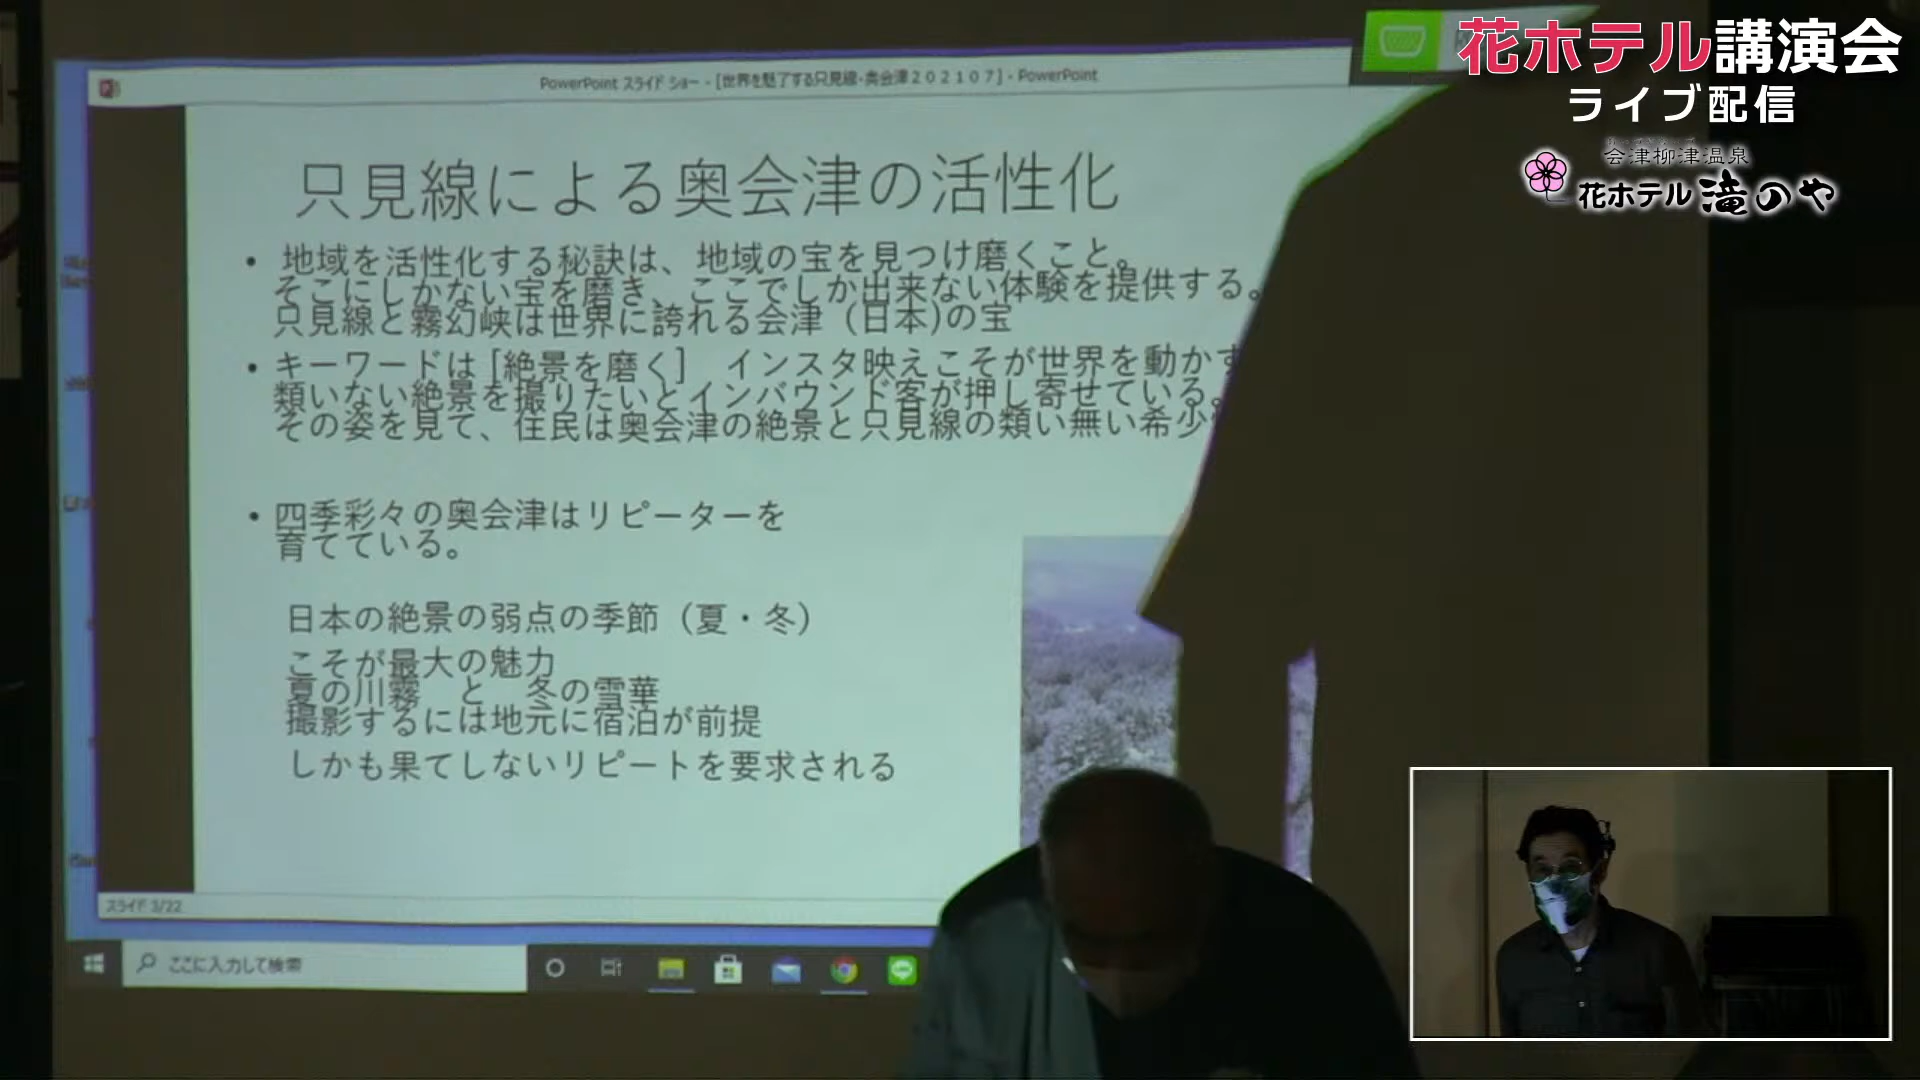 花ホテル講演会
ライブ配信
会津柳津温泉
花ホテル 滝のや
PowerPoint スライド ショー - [世界を魅了する只見線・奥会津202107] - PowerPoint
只見線による奥会津の活性化
• 地域を活性化する秘訣は、地域の宝を見つけ磨くこと。
そこにしかない宝を磨き、ここでしか出来ない体験を提供する。
只見線と霧幻峡は世界に誇れる会津（日本)の宝
• キーワードは [絶景を磨く] インスタ映えこそが世界を動かす
類いない絶景を撮りたいとインバウンド客が押し寄せている。
その姿を見て、住民は奥会津の絶景と只見線の類い無い希少
• 四季彩々の奥会津はリピーターを
育てている。
日本の絶景の弱点の季節（夏・冬）
こそが最大の魅力
夏の川霧 と 冬の雪華
撮影するには地元に宿泊が前提
しかも果てしないリピートを要求される
スライド 3/22
ここに入力して検索